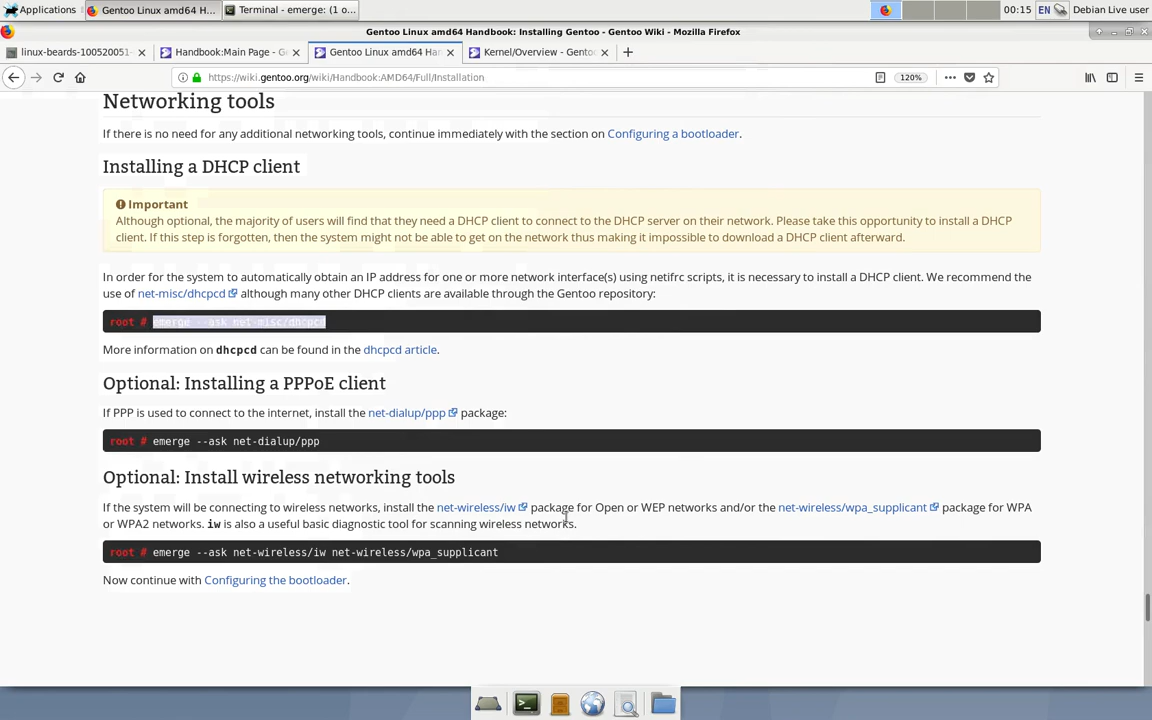 Applications
Gentoo Linux amd64 H...
Terminal - emerge: (1 o...
00:15
EN
Debian Live user
Gentoo Linux amd64 Handbook: Installing Gentoo - Gentoo Wiki - Mozilla Firefox
linux-beards-100520051-
Handbook:Main Page - G
Gentoo Linux amd64 Han
Kernel/Overview - Gento
https://wiki.gentoo.org/wiki/Handbook:AMD64/Full/Installation
120%
Networking tools
If there is no need for any additional networking tools, continue immediately with the section on Configuring a bootloader.
Installing a DHCP client
Important
Although optional, the majority of users will find that they need a DHCP client to connect to the DHCP server on their network. Please take this opportunity to install a DHCP
client. If this step is forgotten, then the system might not be able to get on the network thus making it impossible to download a DHCP client afterward.
In order for the system to automatically obtain an IP address for one or more network interface(s) using netifrc scripts, it is necessary to install a DHCP client. We recommend the
use of net-misc/dhcpcd although many other DHCP clients are available through the Gentoo repository:
root # emerge --ask net-misc/dhcpcd
More information on dhcpcd can be found in the dhcpcd article.
Optional: Installing a PPPoE client
If PPP is used to connect to the internet, install the net-dialup/ppp package:
root # emerge --ask net-dialup/ppp
Optional: Install wireless networking tools
If the system will be connecting to wireless networks, install the net-wireless/iw package for Open or WEP networks and/or the net-wireless/wpa_supplicant package for WPA
or WPA2 networks. iw is also a useful basic diagnostic tool for scanning wireless networks.
root # emerge --ask net-wireless/iw net-wireless/wpa_supplicant
Now continue with Configuring the bootloader.